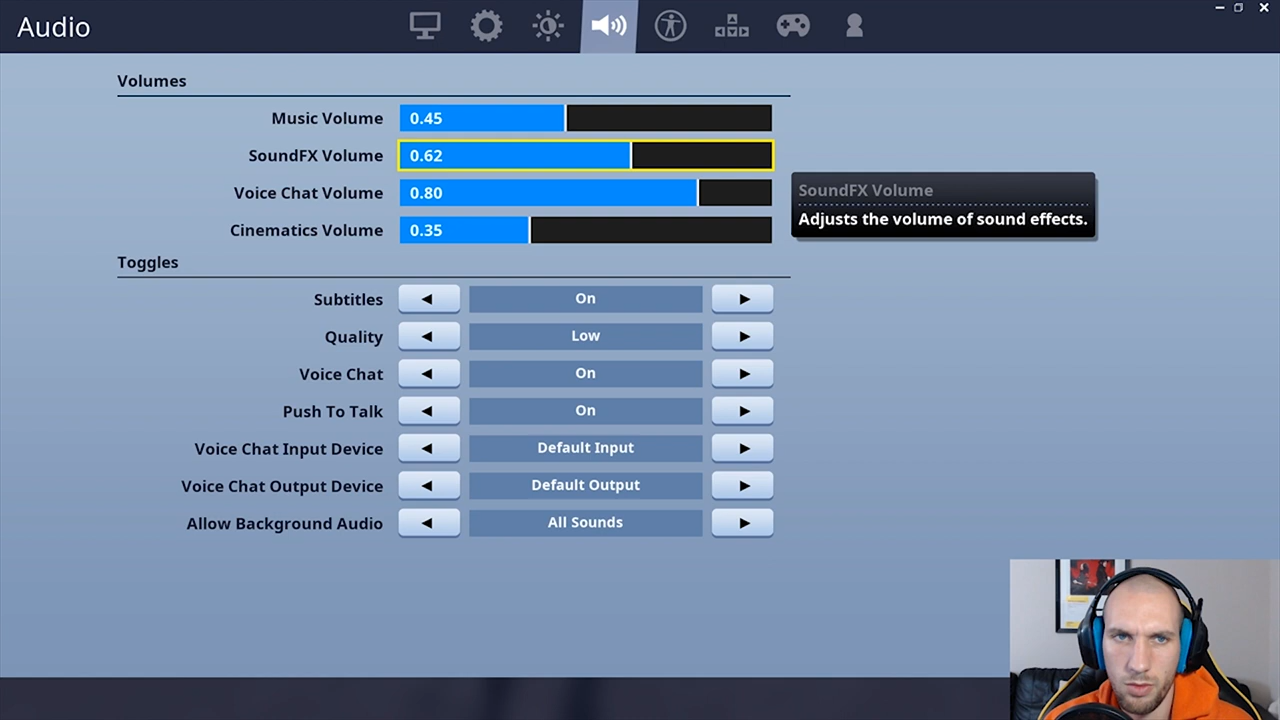 Audio
Volumes
Music Volume 0.45
SoundFX Volume 0.62
Voice Chat Volume 0.80
Cinematics Volume 0.35
SoundFX Volume
Adjusts the volume of sound effects.
Toggles
Subtitles On
Quality Low
Voice Chat On
Push To Talk On
Voice Chat Input Device Default Input
Voice Chat Output Device Default Output
Allow Background Audio All Sounds